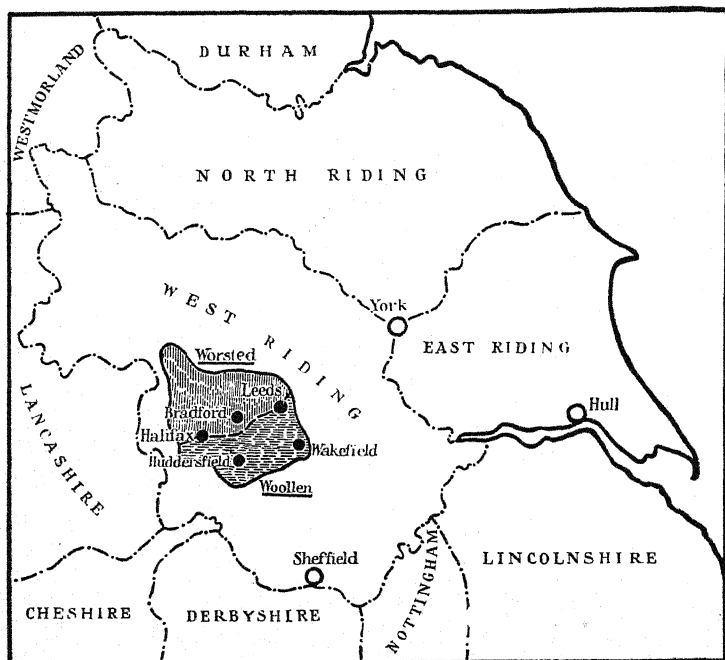 DURHAM
WESTMORLAND
NORTH RIDING
WEST RIDING
York
EAST RIDING
Worsted
Leeds
Bradford
Hull
Halifax
Wakefield
Huddersfield
Woollen
LANCASHIRE
Sheffield
LINCOLNSHIRE
NOTTINGHAM
CHESHIRE
DERBYSHIRE